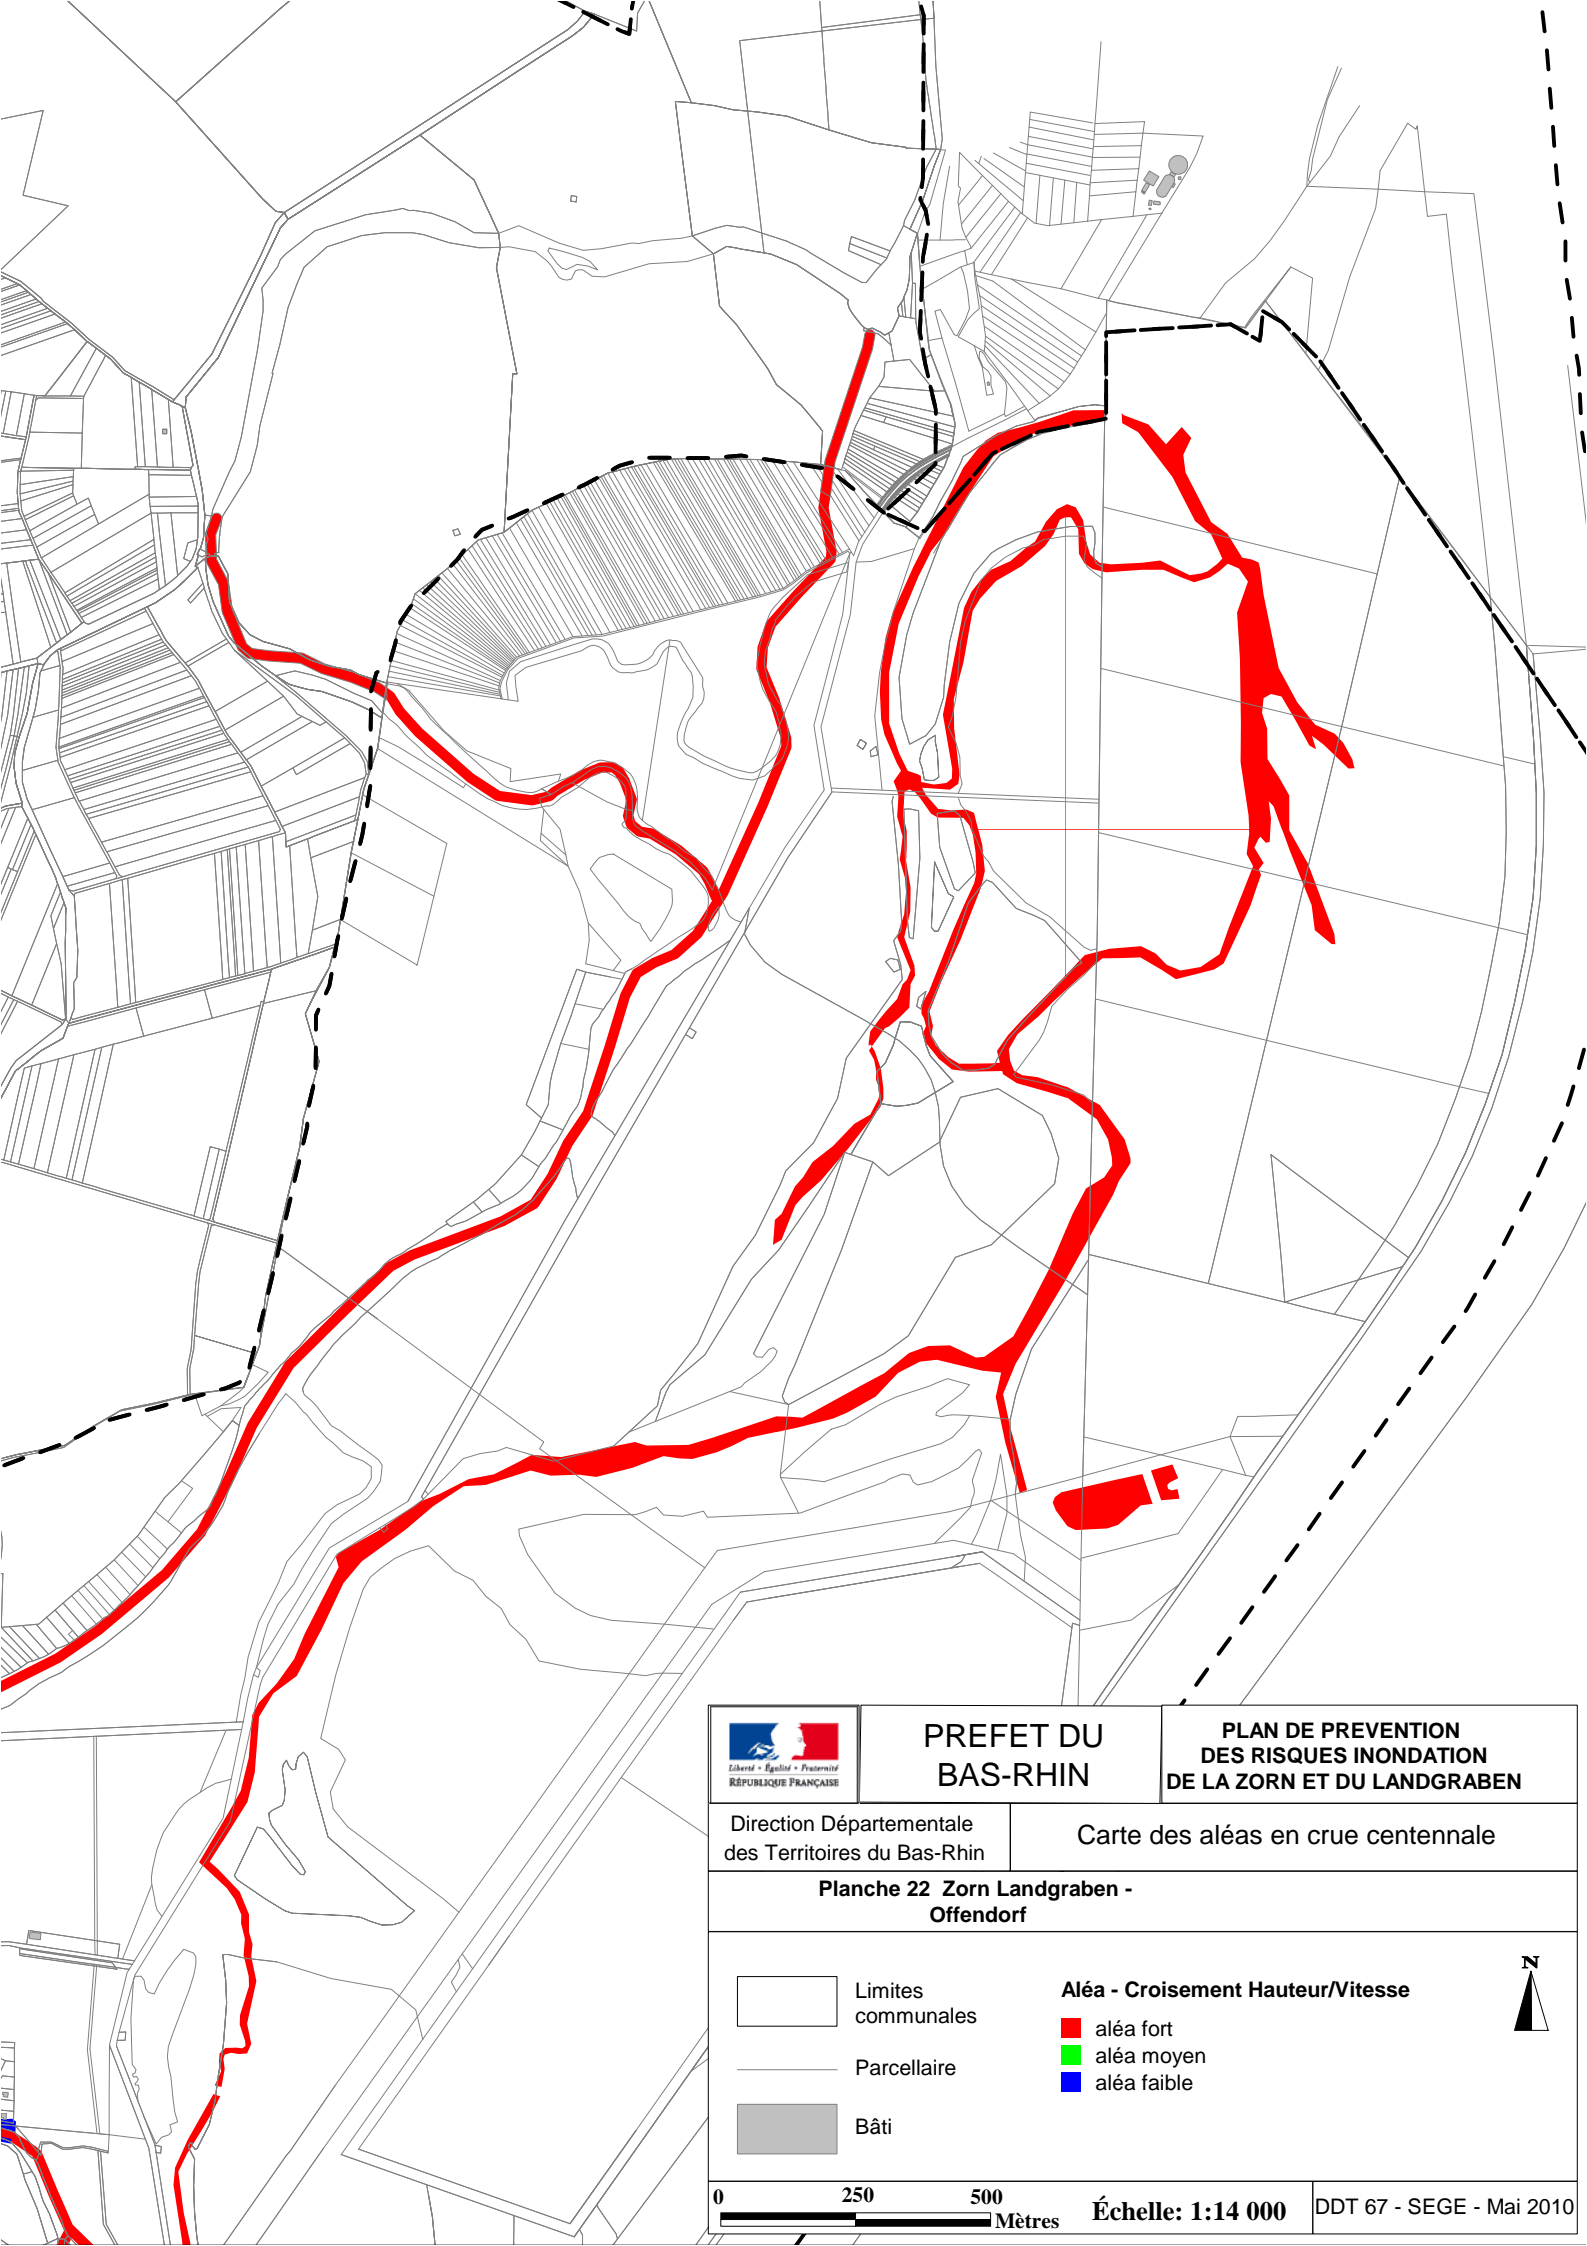 Liberté • Égalité • Fraternité
RÉPUBLIQUE FRANÇAISE
PREFET DU
BAS-RHIN
PLAN DE PREVENTION
DES RISQUES INONDATION
DE LA ZORN ET DU LANDGRABEN
Direction Départementale
des Territoires du Bas-Rhin
Carte des aléas en crue centennale
Planche 22 Zorn Landgraben -
Offendorf
Limites
communales
Parcellaire
Bâti
Aléa - Croisement Hauteur/Vitesse
aléa fort
aléa moyen
aléa faible
N
0 250 500
Mètres
Échelle: 1:14 000
DDT 67 - SEGE - Mai 2010